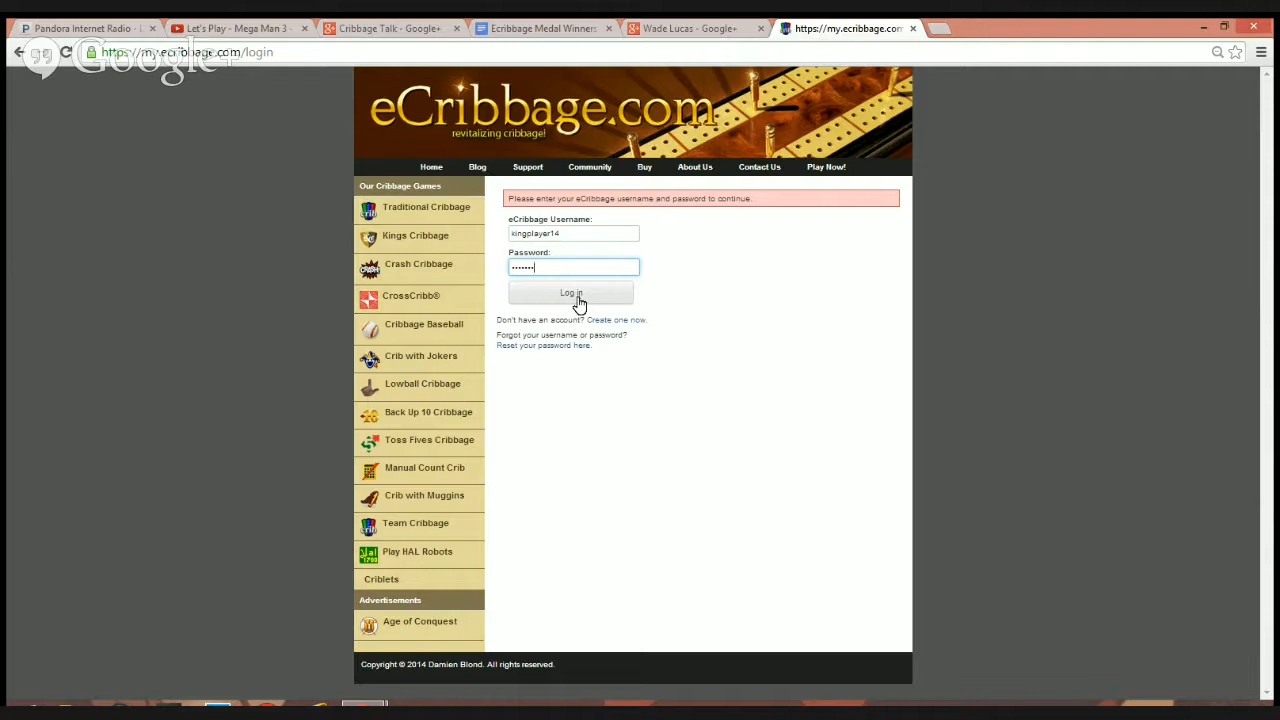 Pandora Internet Radio - L
Let's Play - Mega Man 3 -
Cribbage Talk - Google+
Ecribbage Medal Winners
Wade Lucas - Google+
https://my.ecribbage.com
https://my.ecribbage.com/login
Google+
eCribbage.com
revitalizing cribbage!
Home Blog Support Community Buy About Us Contact Us Play Now!
Our Cribbage Games
Traditional Cribbage
Kings Cribbage
Crash Cribbage
CrossCribb®
Cribbage Baseball
Crib with Jokers
Lowball Cribbage
Back Up 10 Cribbage
Toss Fives Cribbage
Manual Count Crib
Crib with Muggins
Team Cribbage
Play HAL Robots
Criblets
Advertisements
Age of Conquest
Please enter your eCribbage username and password to continue.
eCribbage Username:
kingplayer14
Password:
•••••••
Log in
Don't have an account? Create one now.
Forgot your username or password?
Reset your password here.
Copyright © 2014 Damien Blond. All rights reserved.